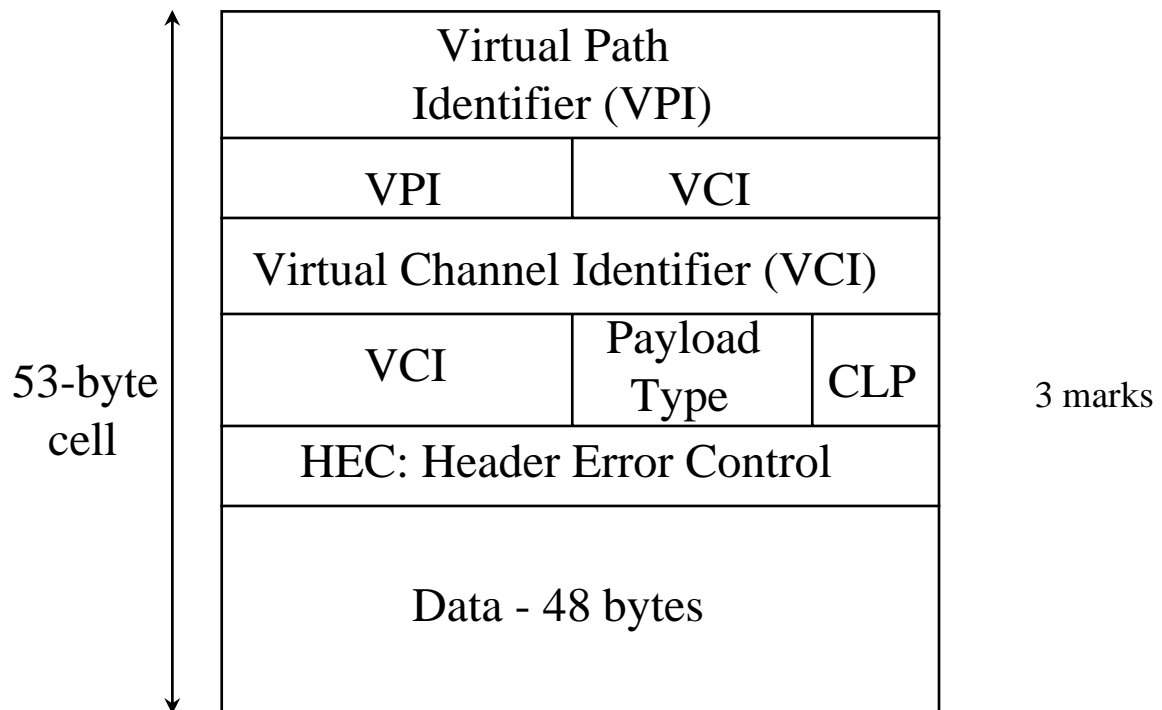 Virtual Path
Identifier (VPI)
VPI VCI
Virtual Channel Identifier (VCI)
VCI Payload Type CLP
53-byte
cell
3 marks
HEC: Header Error Control
Data - 48 bytes